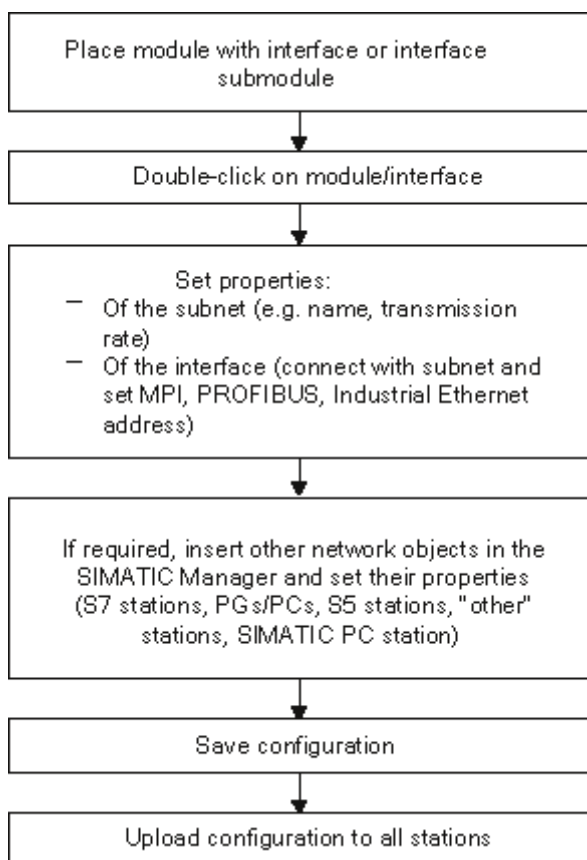 Place module with interface or interface
submodule
Double-click on module/interface
Set properties:
— Of the subnet (e.g. name, transmission
rate)
— Of the interface (connect with subnet and
set MPI, PROFIBUS, Industrial Ethernet
address)
If required, insert other network objects in the
SIMATIC Manager and set their properties
(S7 stations, PGs/PCs, S5 stations, "other"
stations, SIMATIC PC station)
Save configuration
Upload configuration to all stations